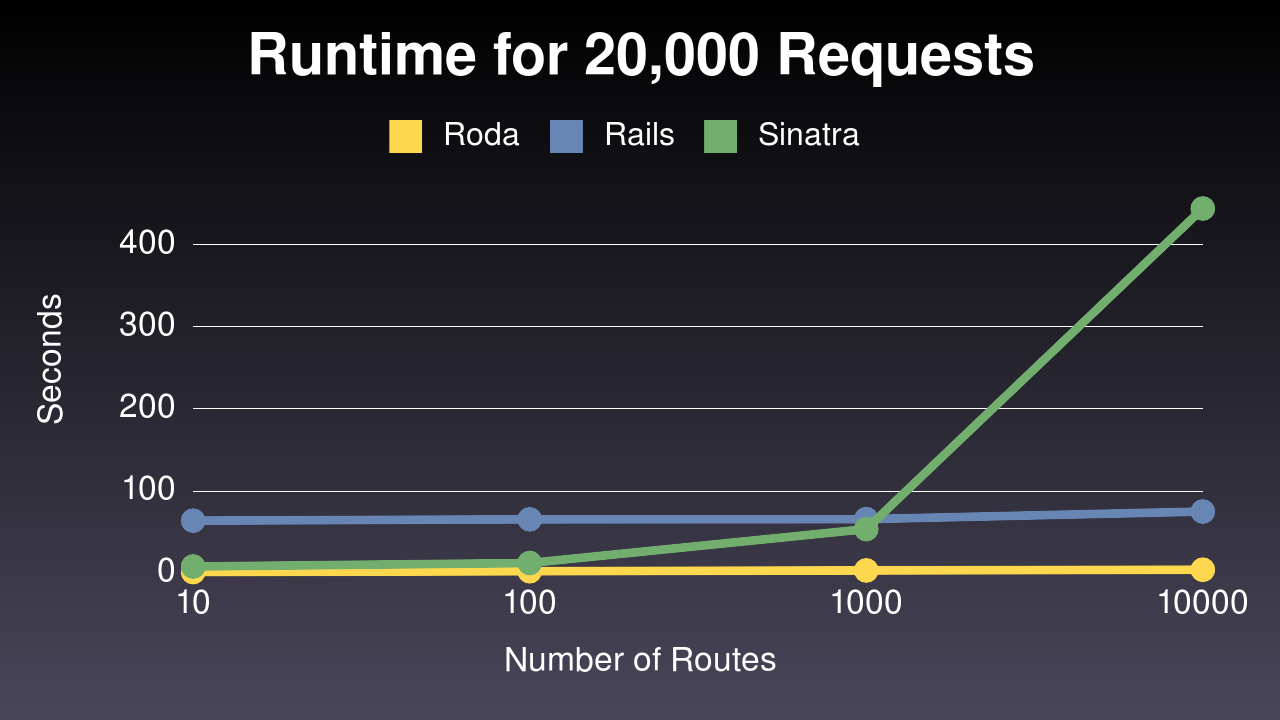 Runtime for 20,000 Requests
Roda Rails Sinatra
400
300
200
100
0
Seconds
10 100 1000 10000
Number of Routes